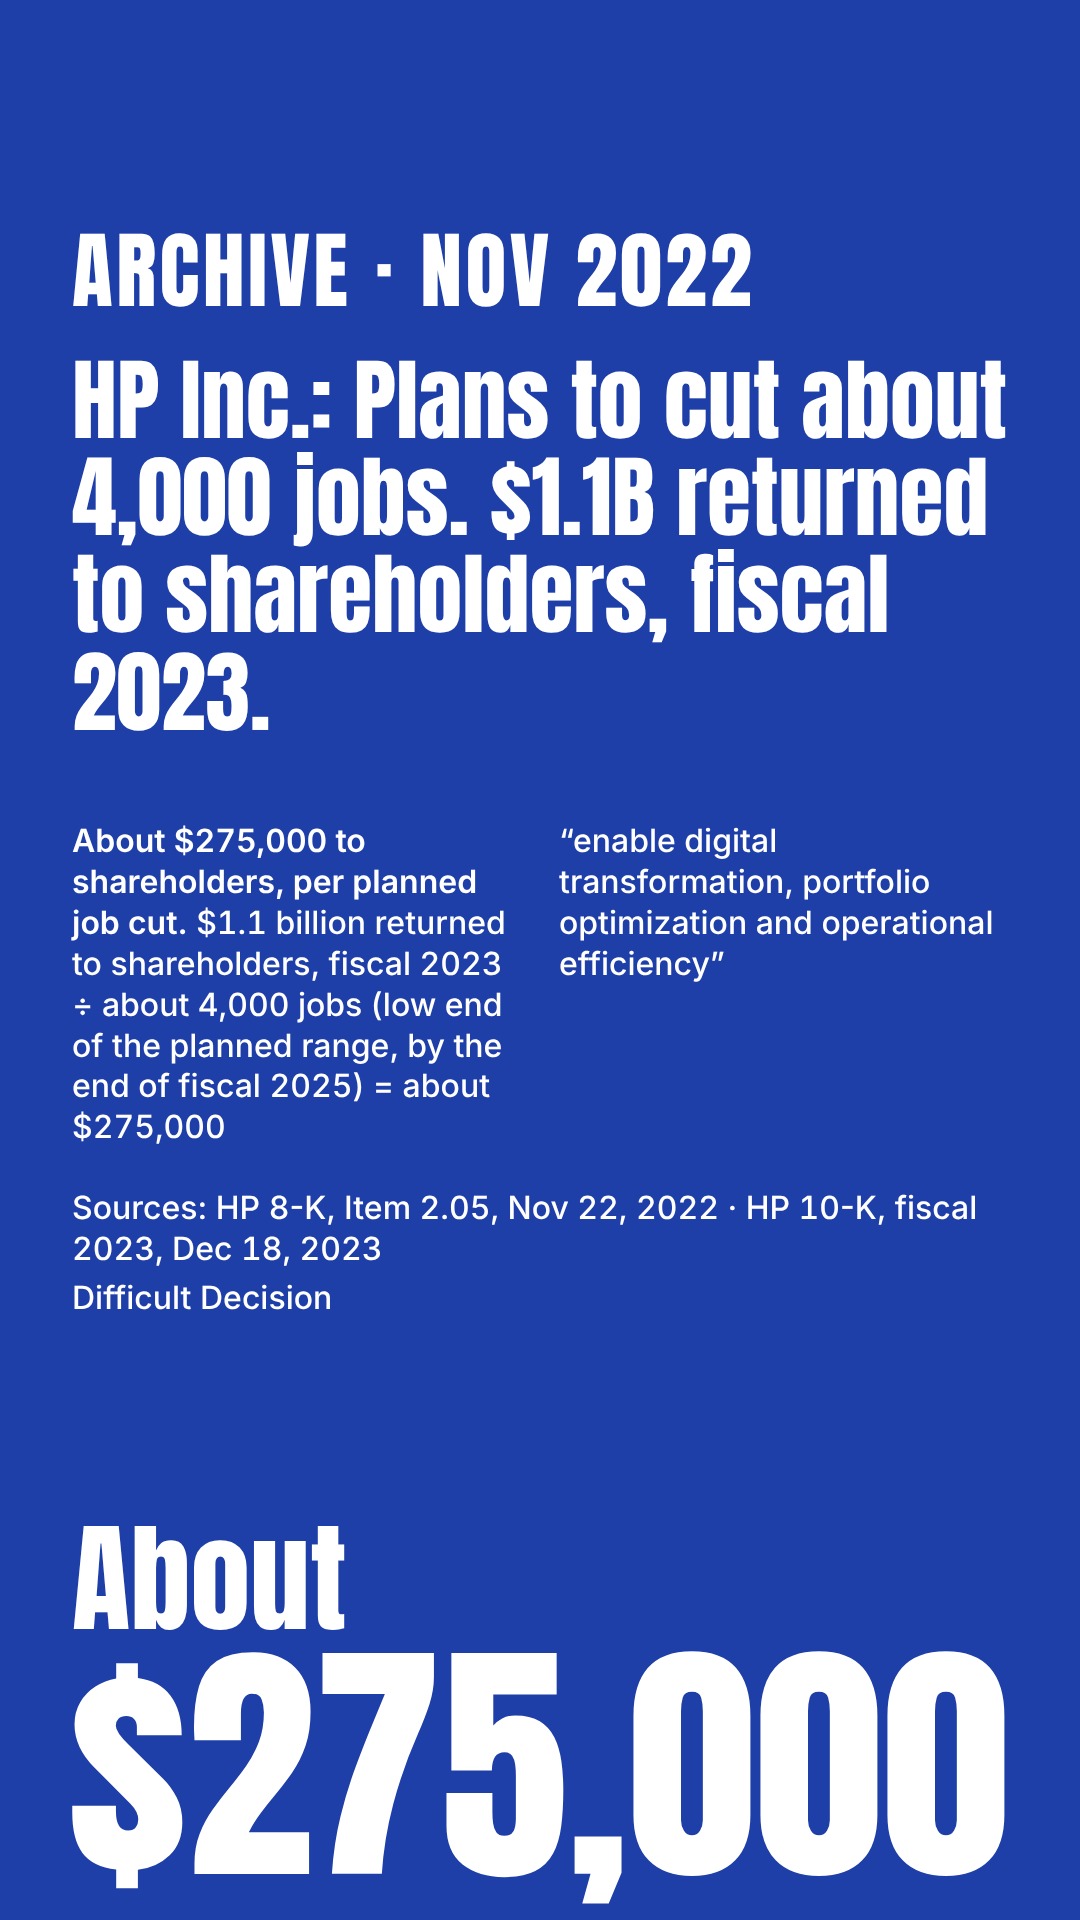 ARCHIVE · NOV 2022
HP Inc.: Plans to cut about
4,000 jobs. $1.1B returned
to shareholders, fiscal
2023.
About $275,000 to
shareholders, per planned
job cut. $1.1 billion returned
to shareholders, fiscal 2023
÷ about 4,000 jobs (low end
of the planned range, by the
end of fiscal 2025) = about
$275,000
“enable digital
transformation, portfolio
optimization and operational
efficiency”
Sources: HP 8-K, Item 2.05, Nov 22, 2022 · HP 10-K, fiscal
2023, Dec 18, 2023
Difficult Decision
About
$275,000